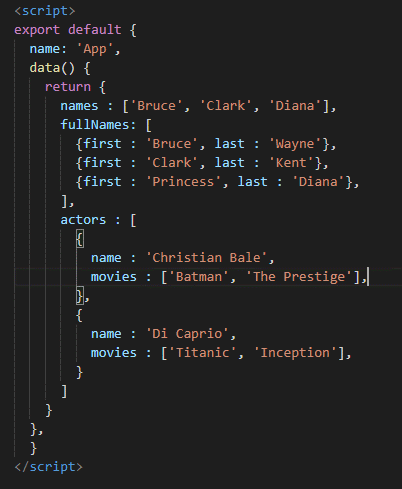 <script>
export default {
  name: 'App',
  data() {
    return {
      names : ['Bruce', 'Clark', 'Diana'],
      fullNames: [
        {first : 'Bruce', last : 'Wayne'},
        {first : 'Clark', last : 'Kent'},
        {first : 'Princess', last : 'Diana'},
      ],
      actors : [
        {
          name : 'Christian Bale',
          movies : ['Batman', 'The Prestige'],
        },
        {
          name : 'Di Caprio',
          movies : ['Titanic', 'Inception'],
        }
      ]
    }
  },
  }
</script>